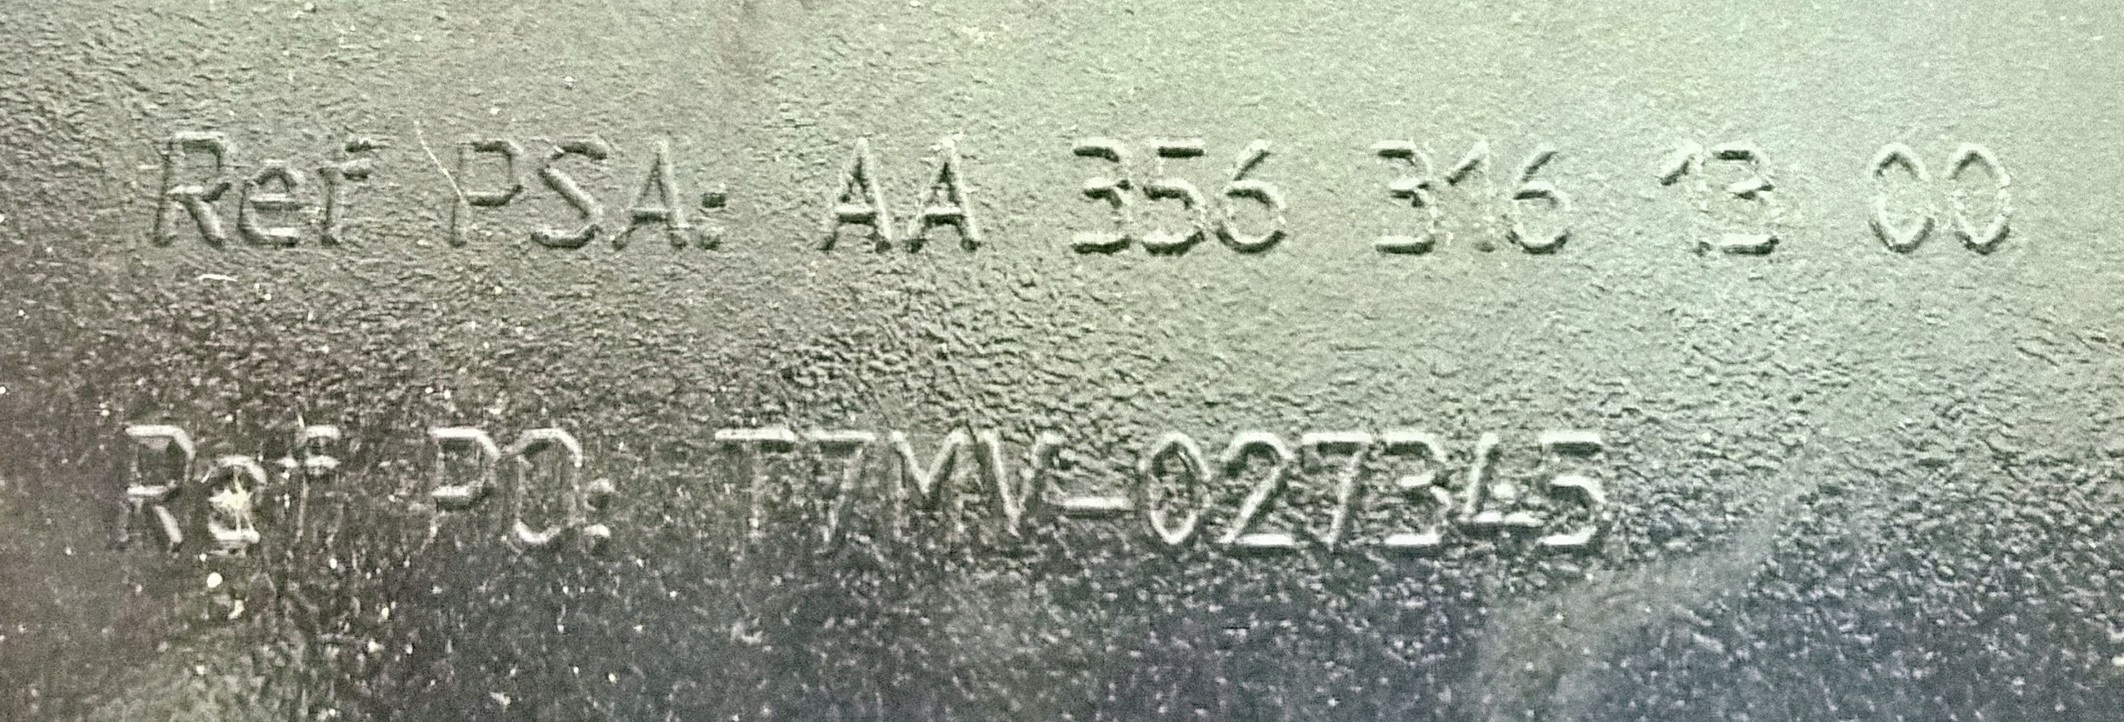 Ref PSA: AA 356 316 13 00
Ref PO: T7MV-027345